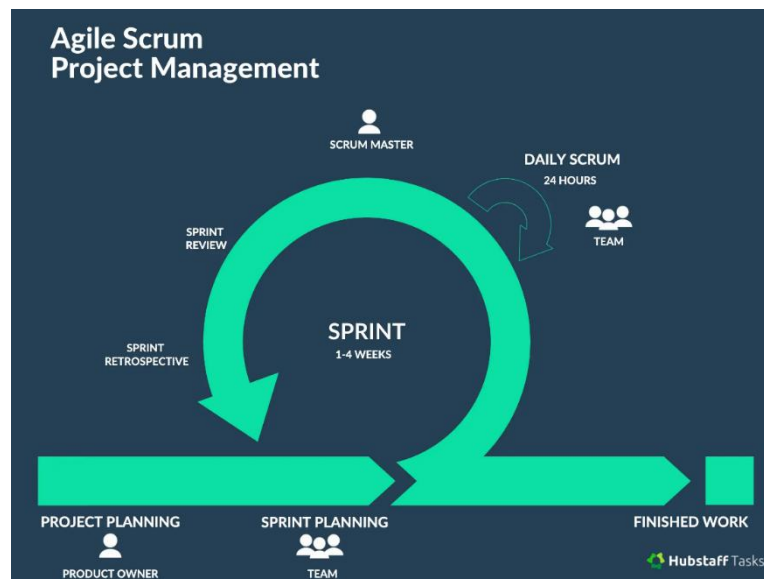 Agile Scrum
Project Management
SCRUM MASTER
DAILY SCRUM
24 HOURS
TEAM
SPRINT
REVIEW
SPRINT
1-4 WEEKS
SPRINT
RETROSPECTIVE
PROJECT PLANNING
SPRINT PLANNING
FINISHED WORK
PRODUCT OWNER
TEAM
Hubstaff Tasks